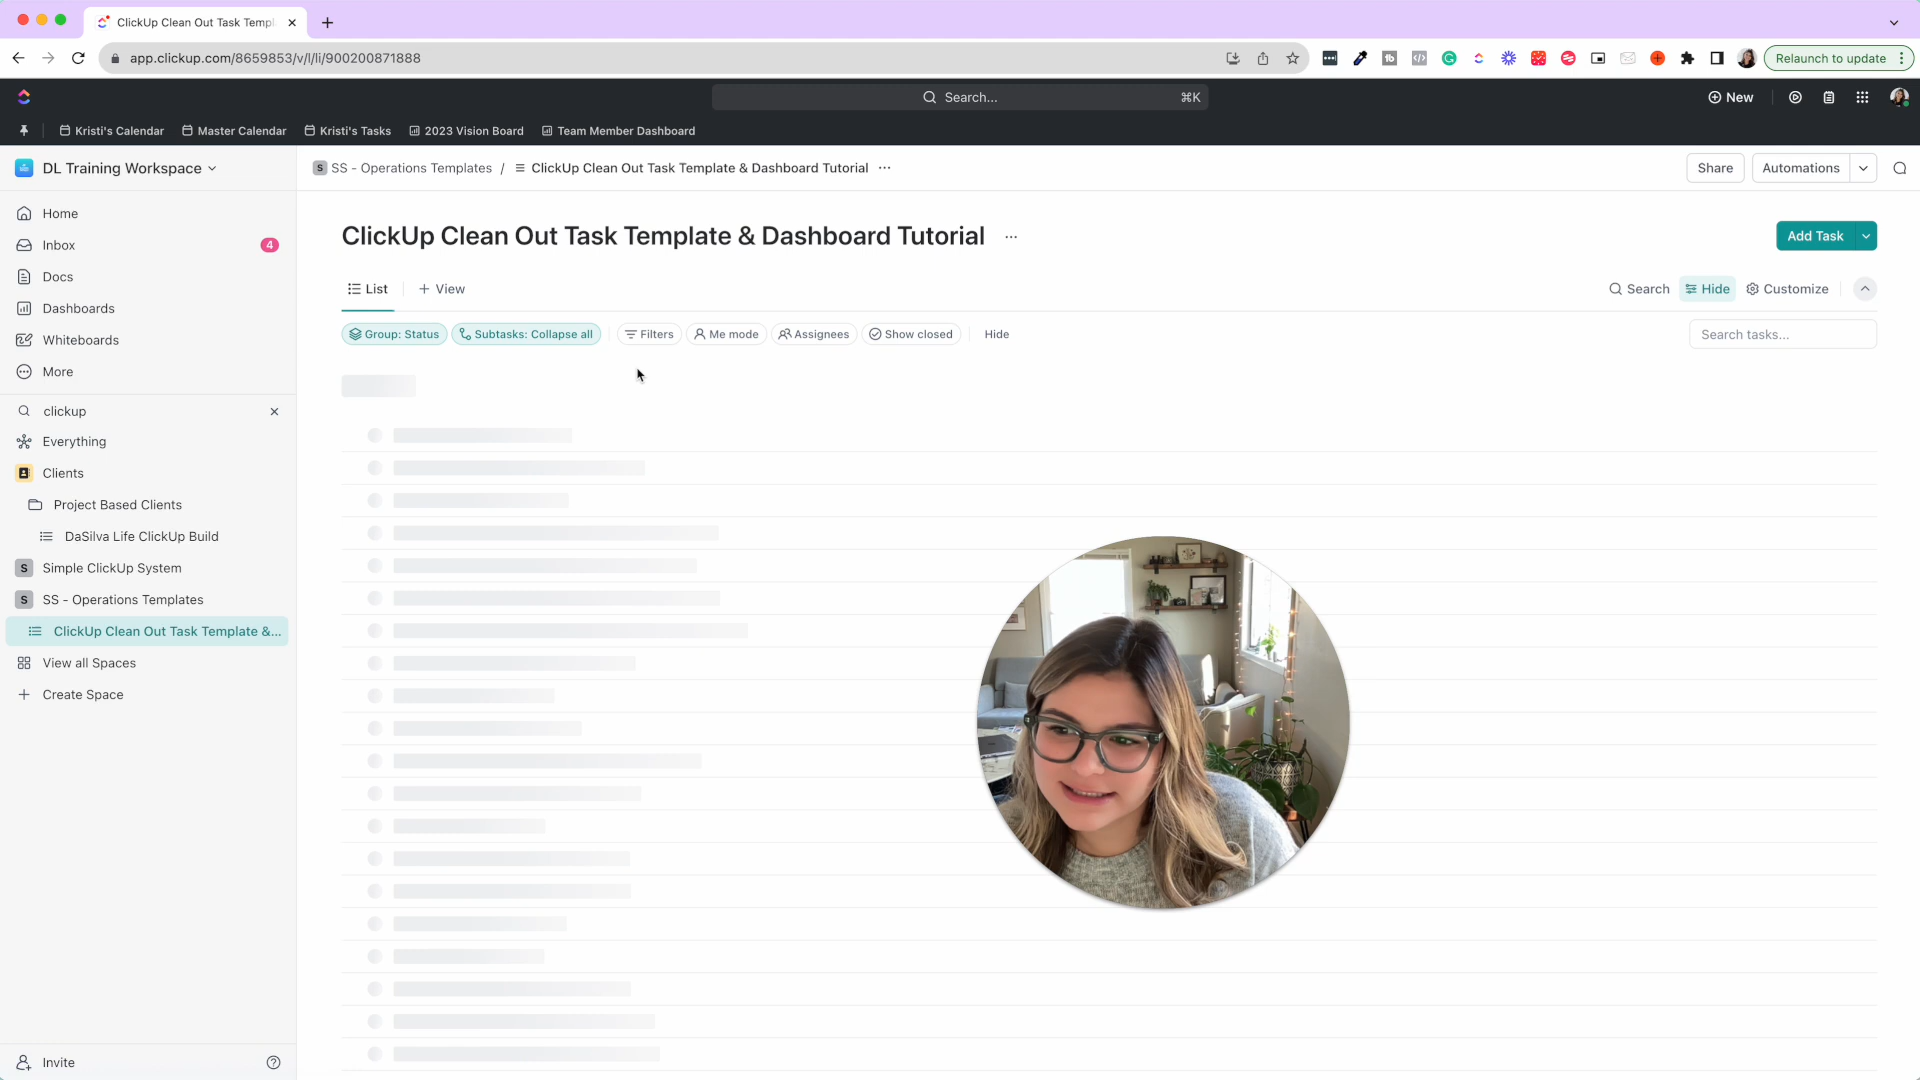 ClickUp Clean Out Task Templ
app.clickup.com/8659853/v/l/li/900200871888
Relaunch to update
Search...
⌘K
New
Kristi's Calendar
Master Calendar
Kristi's Tasks
2023 Vision Board
Team Member Dashboard
DL Training Workspace
S
SS - Operations Templates
/
ClickUp Clean Out Task Template & Dashboard Tutorial
Share
Automations
Home
Inbox
4
Docs
Dashboards
Whiteboards
More
clickup
Everything
Clients
Project Based Clients
DaSilva Life ClickUp Build
S
Simple ClickUp System
S
SS - Operations Templates
ClickUp Clean Out Task Template &...
View all Spaces
Create Space
Invite
ClickUp Clean Out Task Template & Dashboard Tutorial
Add Task
List
View
Search
Hide
Customize
Group: Status
Subtasks: Collapse all
Filters
Me mode
Assignees
Show closed
Hide
Search tasks...